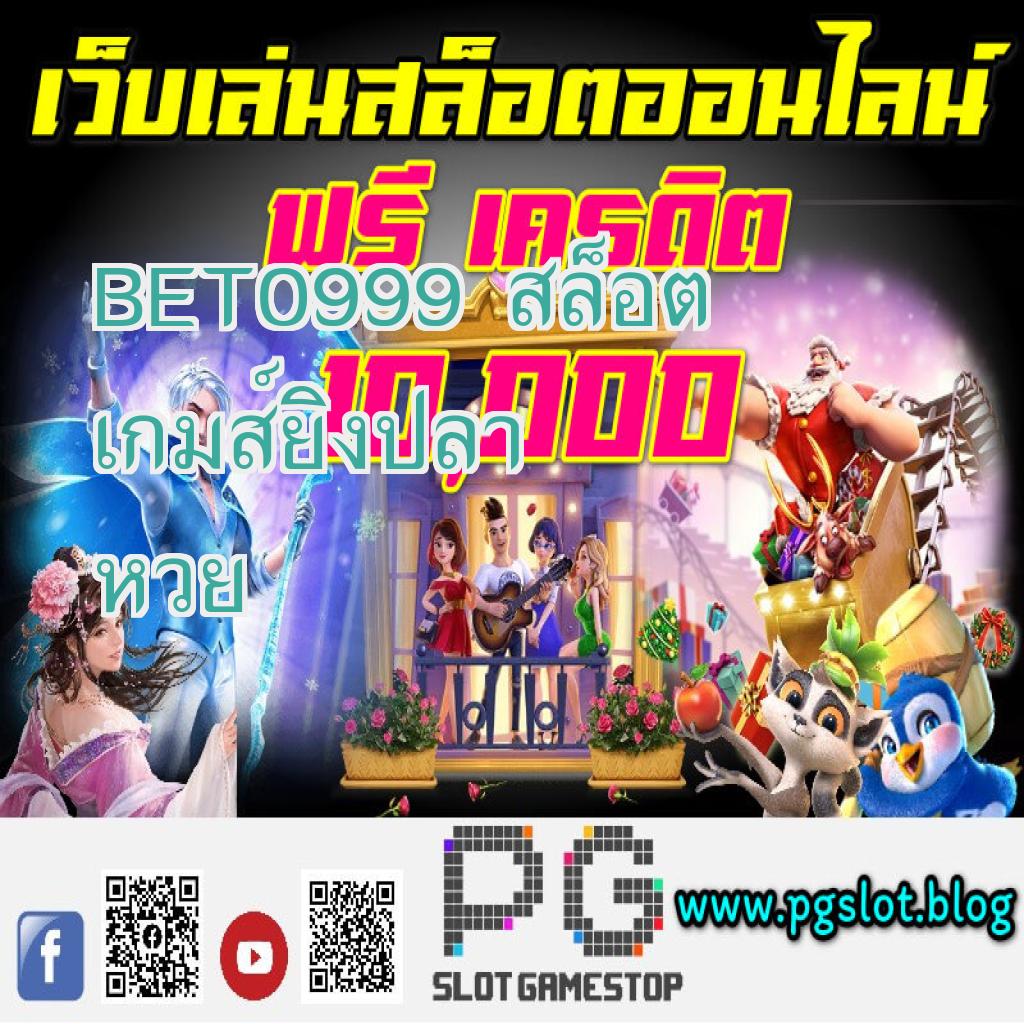 เว็บเล่นสล็อตออนไลน์
ฟรี เครดิต
BET0999 สล็อต
10,000
เกมส์ยิงปลา
หวย
PG
SLOT GAMESTOP
www.pgslot.blog